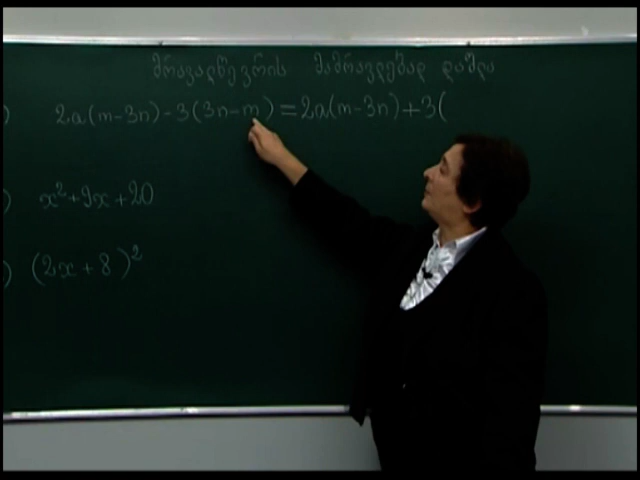 მრავალწევრის მამრავლებად დაშლა
) 2a(m-3n)-3(3n-m)=2a(m-3n)+3(
) x²+9x+20
) (2x+8)²